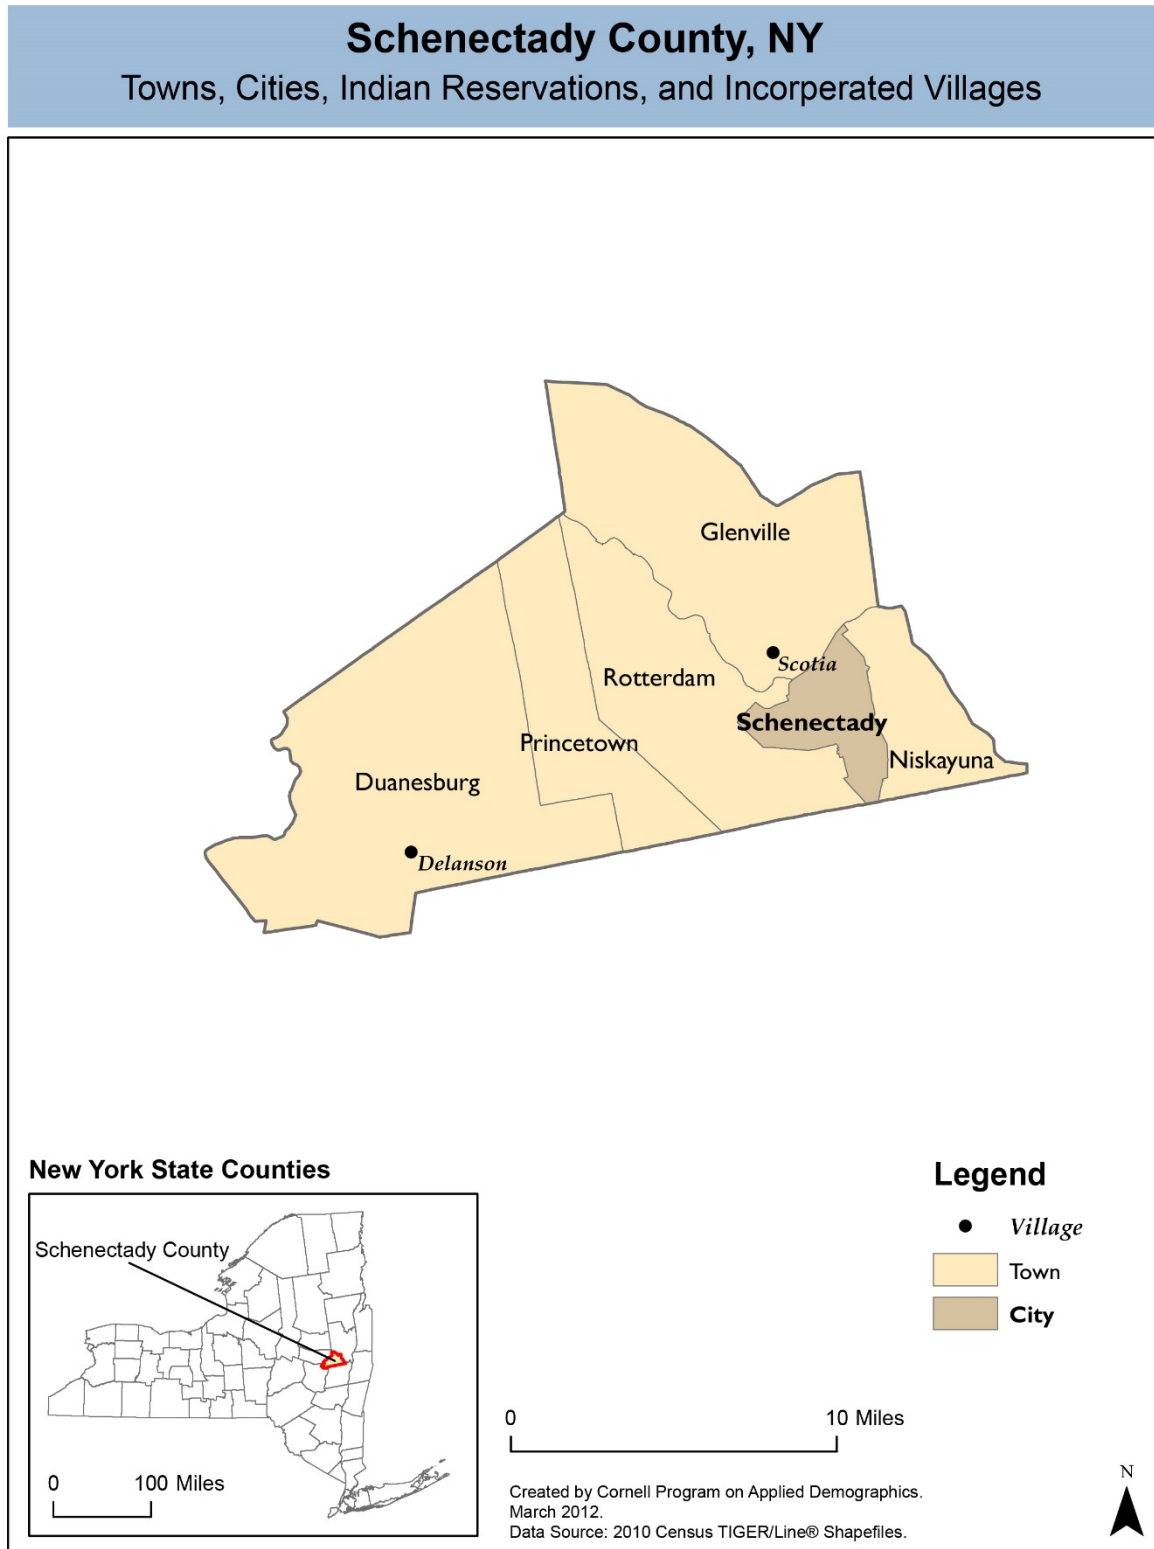 Schenectady County, NY
Towns, Cities, Indian Reservations, and Incorperated Villages
Glenville
Scotia
Rotterdam
Schenectady
Princetown
Niskayuna
Duanesburg
Delanson
New York State Counties
Schenectady County
0 100 Miles
Legend
Village
Town
City
0 10 Miles
Created by Cornell Program on Applied Demographics.
March 2012.
Data Source: 2010 Census TIGER/Line® Shapefiles.
N